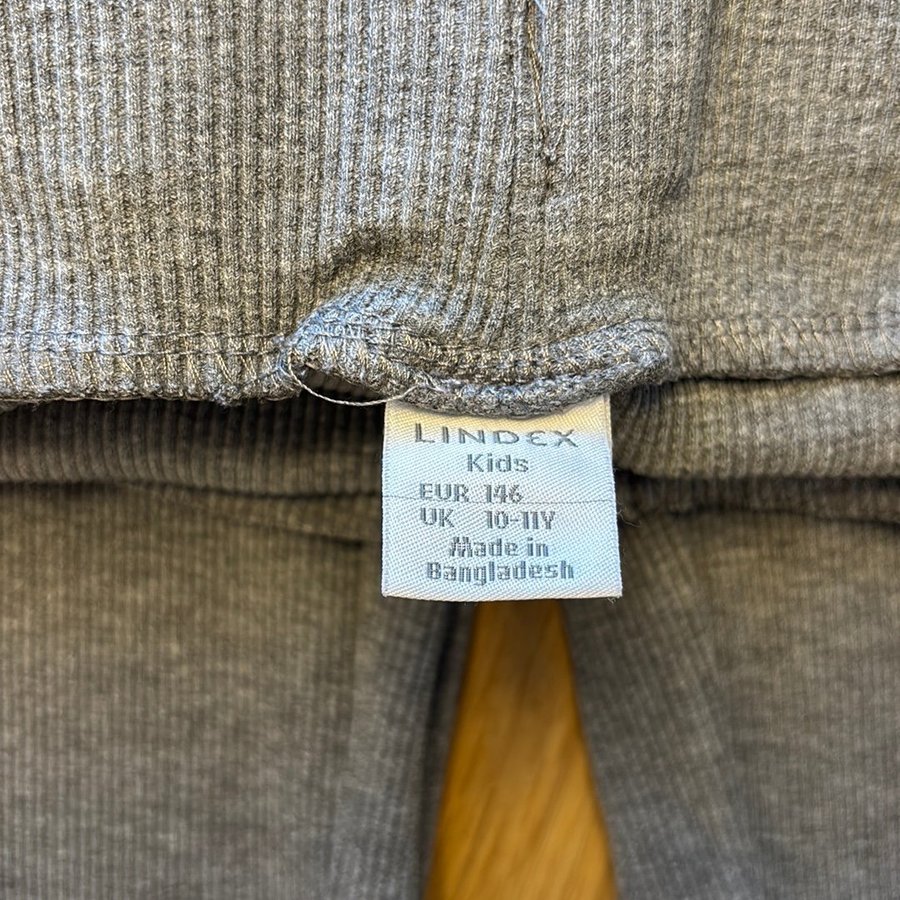 LINDEX
Kids
EUR 146
UK 10-11Y
Made in
Bangladesh